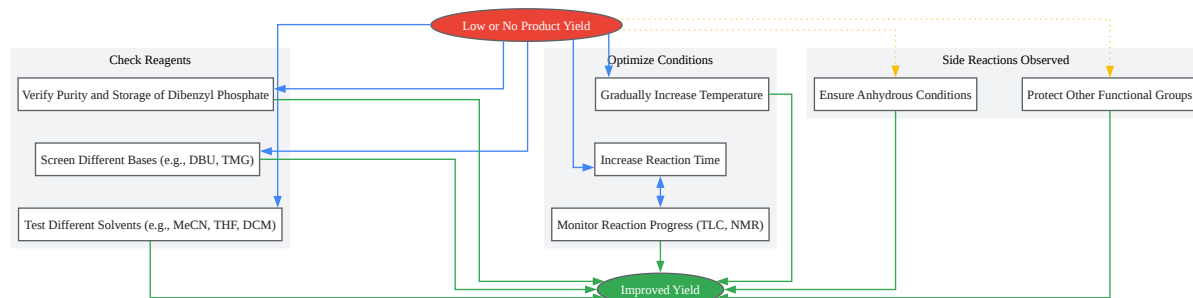 Low or No Product Yield
Check Reagents
Optimize Conditions
Side Reactions Observed
Verify Purity and Storage of Dibenzyl Phosphate
Gradually Increase Temperature
Ensure Anhydrous Conditions
Protect Other Functional Groups
Screen Different Bases (e.g., DBU, TMG)
Increase Reaction Time
Test Different Solvents (e.g., MeCN, THF, DCM)
Monitor Reaction Progress (TLC, NMR)
Improved Yield